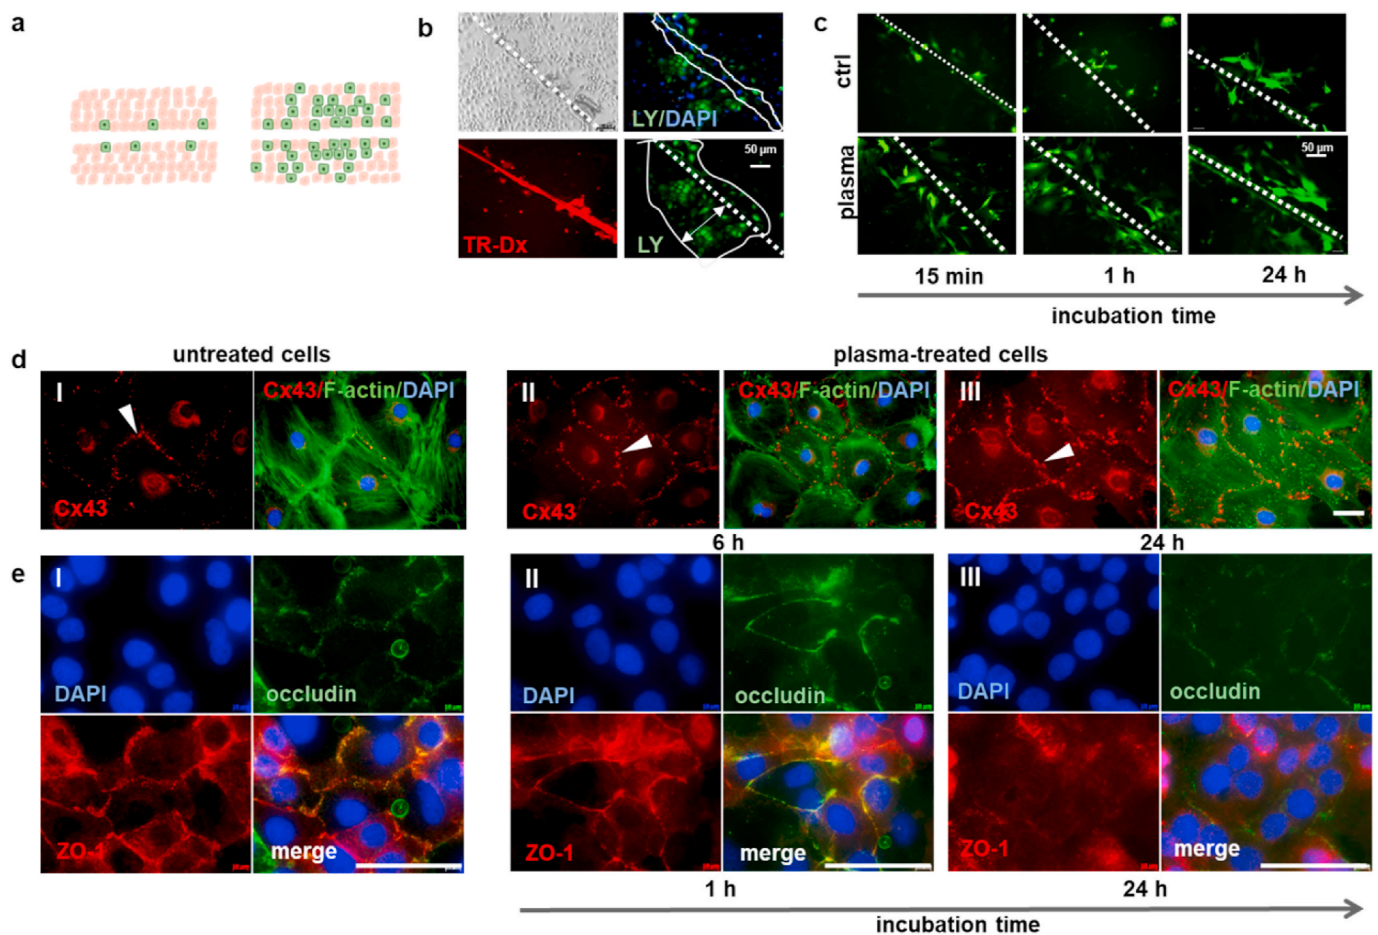 a
b
c
LY/DAPI
TR-Dx
LY
50 µm
ctrl
plasma
50 µm
15 min
1 h
24 h
incubation time
d
untreated cells
plasma-treated cells
I
Cx43
Cx43/F-actin/DAPI
II
Cx43
Cx43/F-actin/DAPI
III
Cx43
Cx43/F-actin/DAPI
6 h
24 h
e
I
DAPI
occludin
ZO-1
merge
II
DAPI
occludin
ZO-1
merge
III
DAPI
occludin
ZO-1
merge
1 h
24 h
incubation time